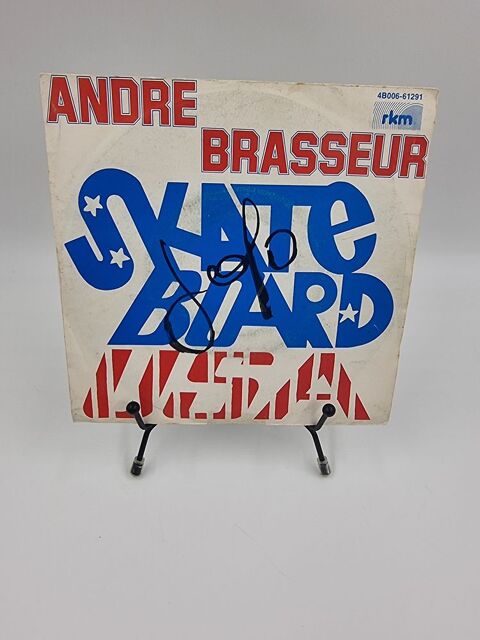 ANDRE
4B006-61291
rkm
BRASSEUR
SKATE
BOARD
USA